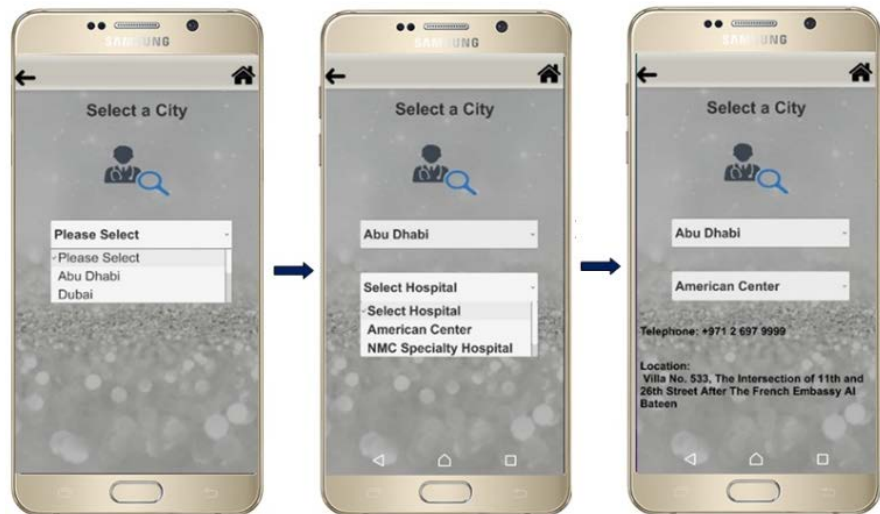 SAMSUNG
Select a City
Please Select
Please Select
Abu Dhabi
Dubai
SAMSUNG
Select a City
Abu Dhabi
Select Hospital
Select Hospital
American Center
NMC Specialty Hospital
SAMSUNG
Select a City
Abu Dhabi
American Center
Telephone: +971 2 697 9999
Location:
Villa No. 533, The Intersection of 11th and
26th Street After The French Embassy Al
Bateen